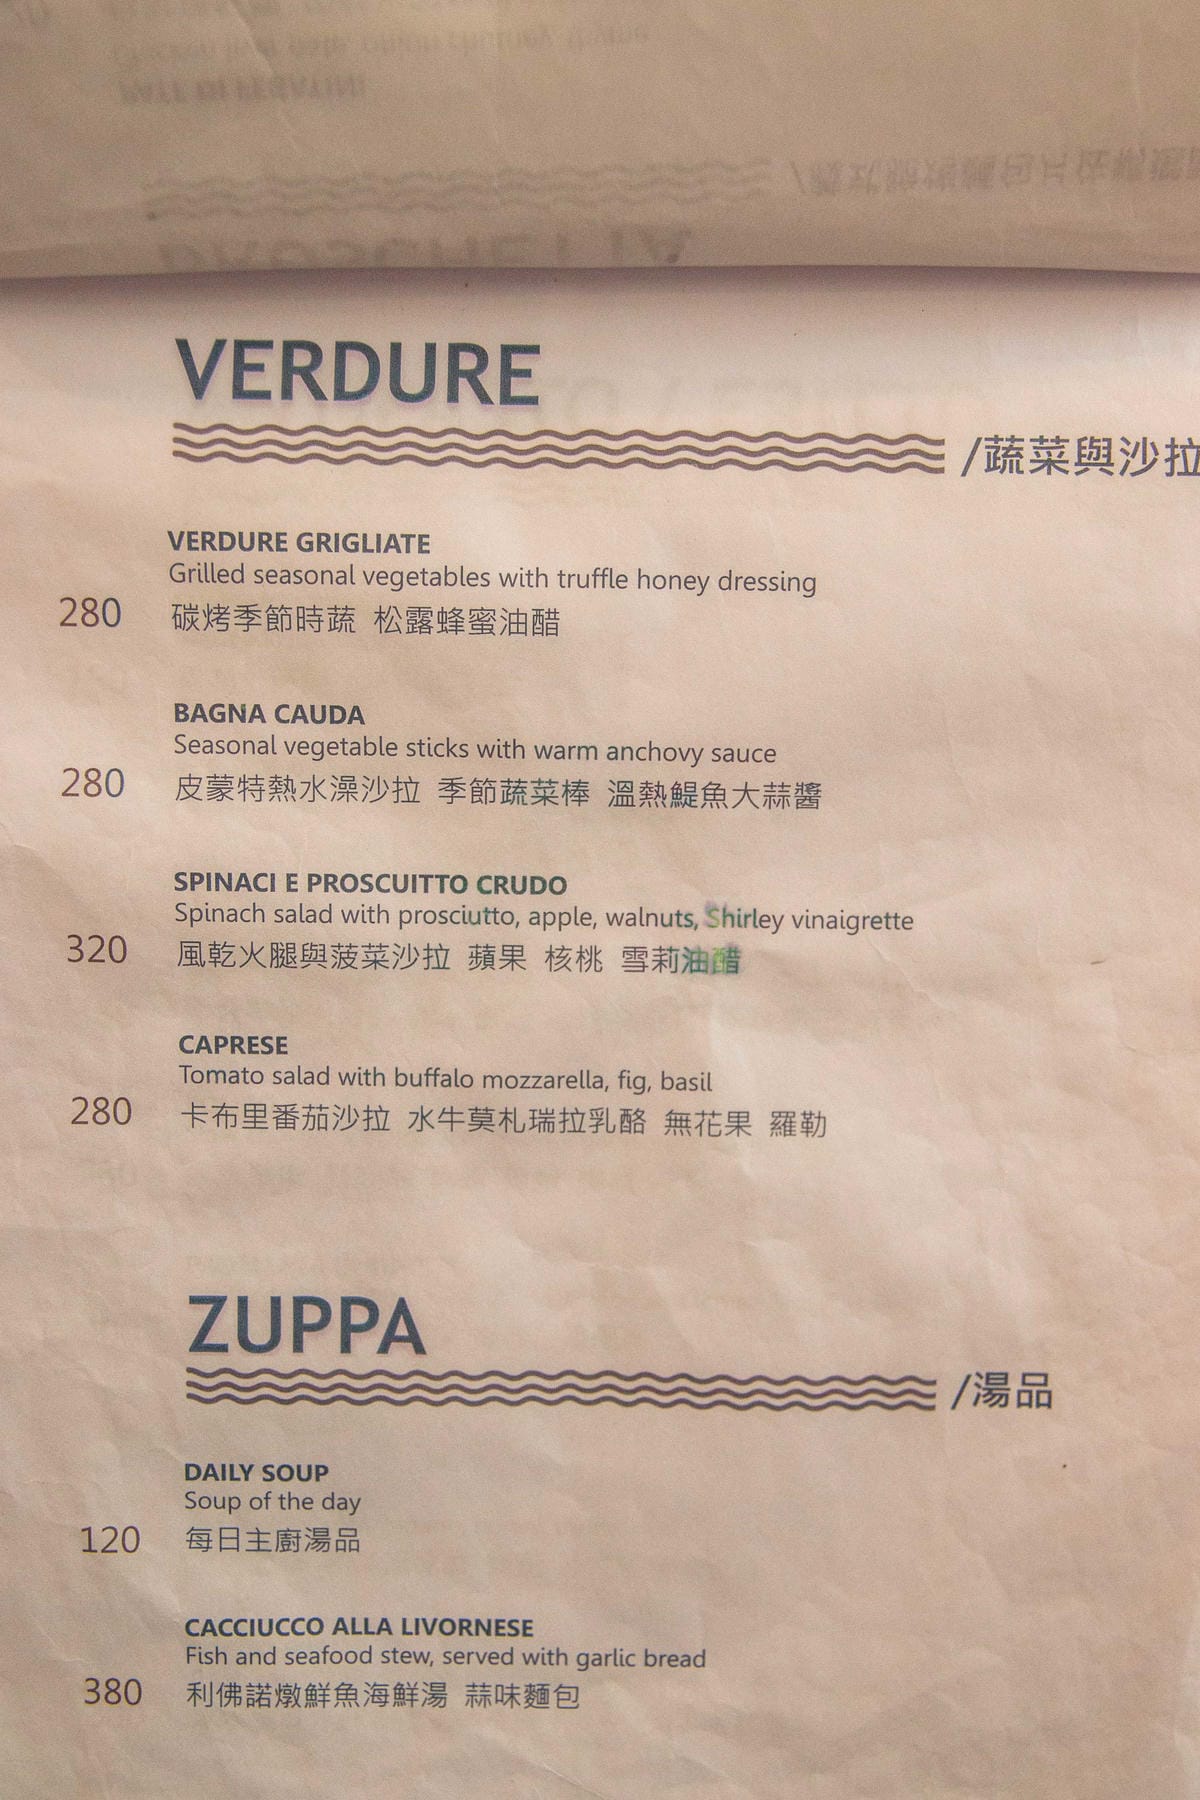 VERDURE
/蔬菜與沙拉
VERDURE GRIGLIATE
Grilled seasonal vegetables with truffle honey dressing
280 碳烤季節時蔬 松露蜂蜜油醋
BAGNA CAUDA
Seasonal vegetable sticks with warm anchovy sauce
280 皮蒙特熱水澡沙拉 季節蔬菜棒 溫熱鯷魚大蒜醬
SPINACI E PROSCUITTO CRUDO
Spinach salad with prosciutto, apple, walnuts, Shirley vinaigrette
320 風乾火腿與菠菜沙拉 蘋果 核桃 雪莉油醋
CAPRESE
Tomato salad with buffalo mozzarella, fig, basil
280 卡布里番茄沙拉 水牛莫札瑞拉乳酪 無花果 羅勒
ZUPPA
/湯品
DAILY SOUP
Soup of the day
120 每日主廚湯品
CACCIUCCO ALLA LIVORNESE
Fish and seafood stew, served with garlic bread
380 利佛諾燉鮮魚海鮮湯 蒜味麵包